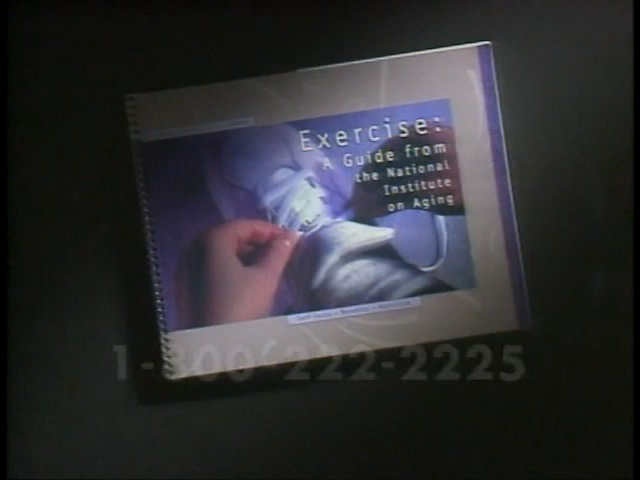 Exercise:
A Guide from
the National
Institute
on Aging
1-800-222-2225